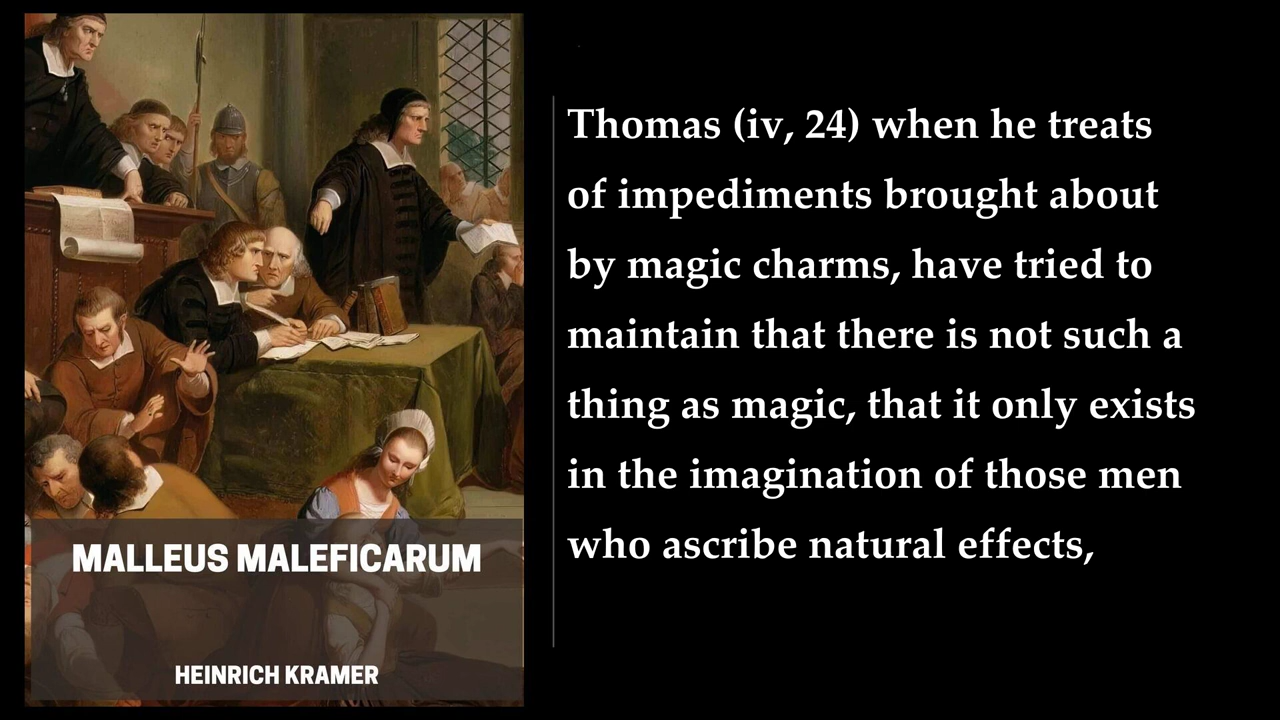 MALLEUS MALEFICARUM
HEINRICH KRAMER
Thomas (iv, 24) when he treats
of impediments brought about
by magic charms, have tried to
maintain that there is not such a
thing as magic, that it only exists
in the imagination of those men
who ascribe natural effects,